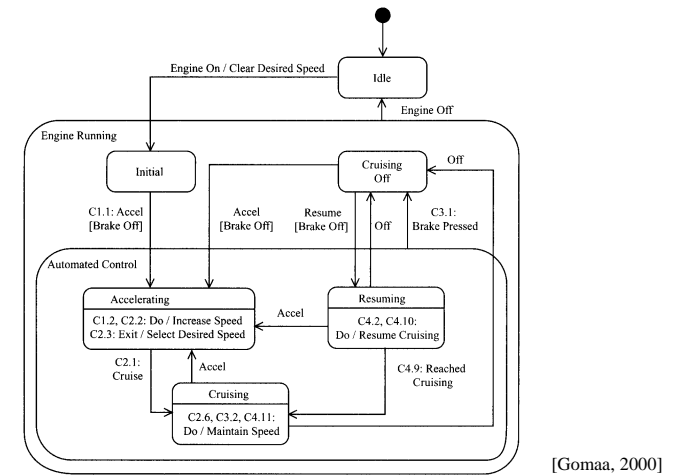 Engine On / Clear Desired Speed
Idle
Engine Off
Engine Running
Initial
Cruising
Off
Off
C1.1: Accel
[Brake Off]
Accel
[Brake Off]
Resume
[Brake Off]
Off
C3.1:
Brake Pressed
Automated Control
Accelerating
C1.2, C2.2: Do / Increase Speed
C2.3: Exit / Select Desired Speed
Accel
Resuming
C4.2, C4.10:
Do / Resume Cruising
C2.1:
Cruise
Accel
C4.9: Reached
Cruising
Cruising
C2.6, C3.2, C4.11:
Do / Maintain Speed
[Gomaa, 2000]